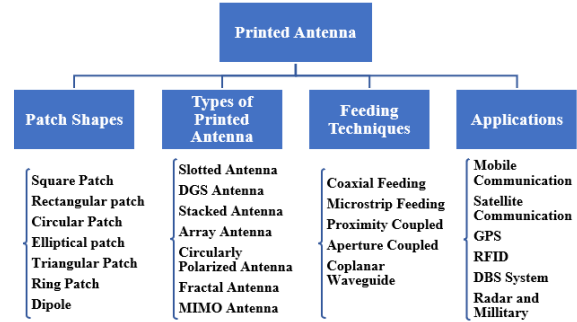 Printed Antenna
Patch Shapes
Types of
Printed
Antenna
Feeding
Techniques
Applications
Square Patch
Rectangular patch
Circular Patch
Elliptical patch
Triangular Patch
Ring Patch
Dipole
Slotted Antenna
DGS Antenna
Stacked Antenna
Array Antenna
Circularly
Polarized Antenna
Fractal Antenna
MIMO Antenna
Coaxial Feeding
Microstrip Feeding
Proximity Coupled
Aperture Coupled
Coplanar
Waveguide
Mobile
Communication
Satellite
Communication
GPS
RFID
DBS System
Radar and
Millitary